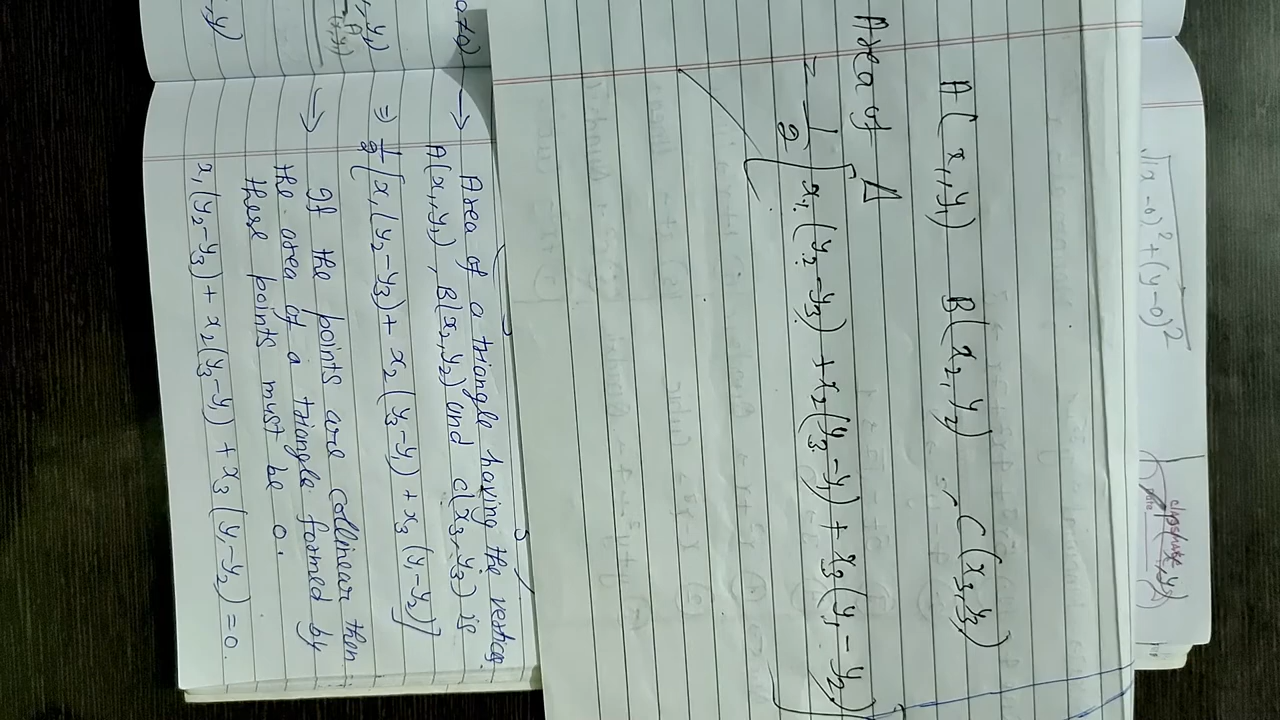 √(x-0)²+(y-0)²
A(x₁,y₁) B(x₂,y₂) C(x₃,y₃)
Area of Δ
= 1/2 [x₁(y₂-y₃)+x₂(y₃-y₁)+x₃(y₁-y₂)]
→ Area of a triangle having the vertices
A(x₁,y₁), B(x₂,y₂) and C(x₃,y₃) is
⇒ 1/2 [x₁(y₂-y₃)+x₂(y₃-y₁)+x₃(y₁-y₂)]
→ If the points are collinear then
the area of a triangle formed by
these points must be 0.
x₁(y₂-y₃)+x₂(y₃-y₁)+x₃(y₁-y₂)=0.